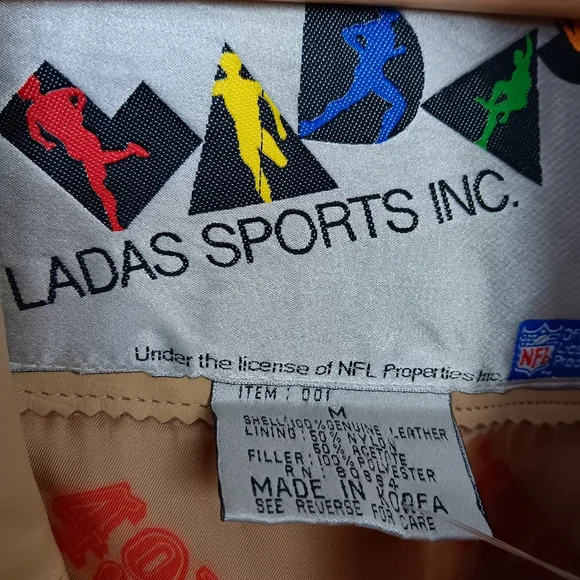 LADAS SPORTS INC.
Under the license of NFL Properties Inc.
NFL
ITEM : 001
M
SHELL:100% GENUINE LEATHER
LINING : 50% NYLON
50% ACETATE
FILLER : 100% POLYESTER
MADE IN KOREA
SEE REVERSE FOR CARE